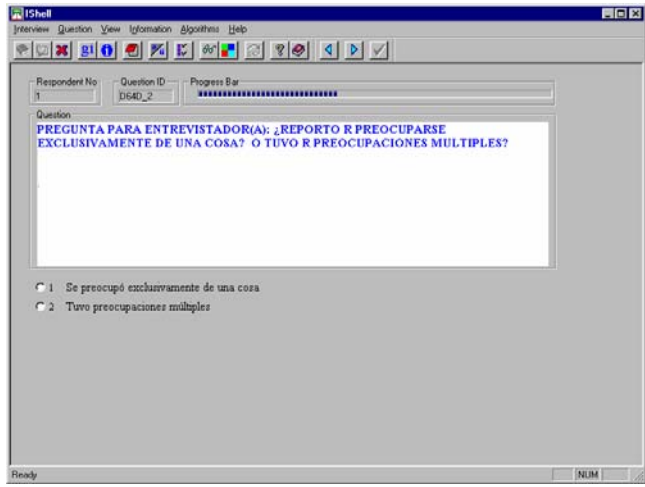 IShell
Interview Question View Information Algorithms Help
g1
Respondent No
Question ID
Progress Bar
1
D64D_2
Question
PREGUNTA PARA ENTREVISTADOR(A): ¿REPORTO R PREOCUPARSE
EXCLUSIVAMENTE DE UNA COSA? O TUVO R PREOCUPACIONES MULTIPLES?
1 Se preocupó exclusivamente de una cosa
2 Tuvo preocupaciones múltiples
Ready
NUM